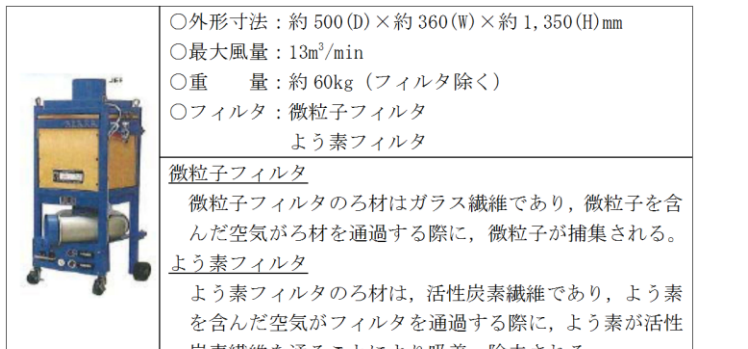 ○外形寸法：約500(D)×約360(W)×約1,350(H)mm
○最大風量：13m³/min
○重　　量：約60kg（フィルタ除く）
○フィルタ：微粒子フィルタ
よう素フィルタ
微粒子フィルタ
微粒子フィルタのろ材はガラス繊維であり，微粒子を含
んだ空気がろ材を通過する際に，微粒子が捕集される。
よう素フィルタ
よう素フィルタのろ材は，活性炭素繊維であり，よう素
を含んだ空気がフィルタを通過する際に，よう素が活性